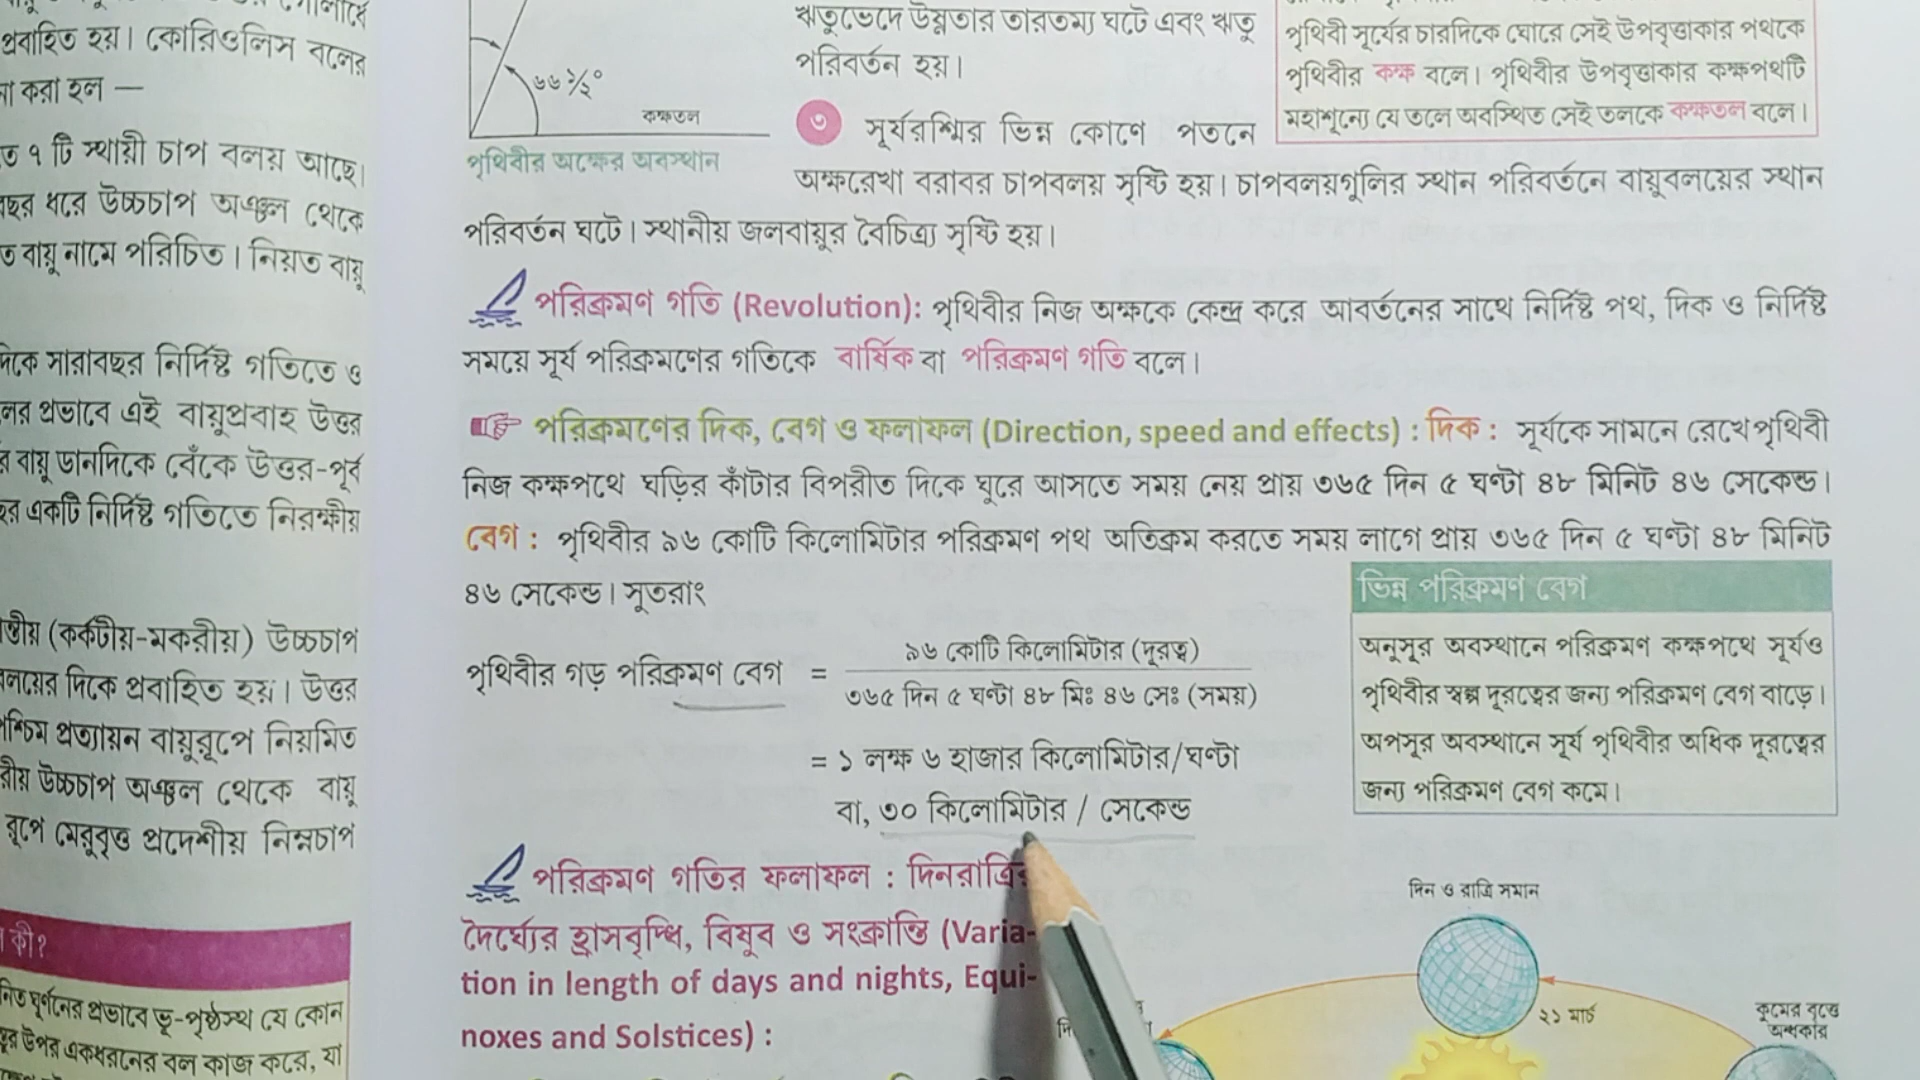 প্রবাহিত হয়। কোরিওলিস বলের
করা হল —
ত ৭ টি স্থায়ী চাপ বলয় আছে।
বছর ধরে উচ্চচাপ অঞ্চল থেকে
ত বায়ু নামে পরিচিত। নিয়ত বায়ু
দিকে সারাবছর নির্দিষ্ট গতিতে ও
প্রভাবে এই বায়ুপ্রবাহ উত্তর
বায়ু ডানদিকে বেঁকে উত্তর-পূর্ব
একটি নির্দিষ্ট গতিতে নিরক্ষীয়
(কর্কটীয়-মকরীয়) উচ্চচাপ
বলয়ের দিকে প্রবাহিত হয়। উত্তর
পশ্চিম প্রত্যায়ন বায়ুরূপে নিয়মিত
উচ্চচাপ অঞ্চল থেকে বায়ু
রূপে মেরুবৃত্ত প্রদেশীয় নিম্নচাপ
কী?
ঘূর্ণনের প্রভাবে ভূ-পৃষ্ঠস্থ যে কোন
উপর একধরনের বল কাজ করে, যা
৬৬ ১/২°
কক্ষতল
পৃথিবীর অক্ষের অবস্থান
ঋতুভেদে উষ্ণতার তারতম্য ঘটে এবং ঋতু
পরিবর্তন হয়।
পৃথিবী সূর্যের চারদিকে ঘোরে সেই উপবৃত্তাকার পথকে
পৃথিবীর কক্ষ বলে। পৃথিবীর উপবৃত্তাকার কক্ষপথটি
মহাশূন্যে যে তলে অবস্থিত সেই তলকে কক্ষতল বলে।
৩ সূর্যরশ্মির ভিন্ন কোণে পতনে
অক্ষরেখা বরাবর চাপবলয় সৃষ্টি হয়। চাপবলয়গুলির স্থান পরিবর্তনে বায়ুবলয়ের স্থান
পরিবর্তন ঘটে। স্থানীয় জলবায়ুর বৈচিত্র্য সৃষ্টি হয়।
পরিক্রমণ গতি (Revolution): পৃথিবীর নিজ অক্ষকে কেন্দ্র করে আবর্তনের সাথে নির্দিষ্ট পথ, দিক ও নির্দিষ্ট
সময়ে সূর্য পরিক্রমণের গতিকে বার্ষিক বা পরিক্রমণ গতি বলে।
পরিক্রমণের দিক, বেগ ও ফলাফল (Direction, speed and effects) : দিক : সূর্যকে সামনে রেখে পৃথিবী
নিজ কক্ষপথে ঘড়ির কাঁটার বিপরীত দিকে ঘুরে আসতে সময় নেয় প্রায় ৩৬৫ দিন ৫ ঘণ্টা ৪৮ মিনিট ৪৬ সেকেন্ড।
বেগ : পৃথিবীর ৯৬ কোটি কিলোমিটার পরিক্রমণ পথ অতিক্রম করতে সময় লাগে প্রায় ৩৬৫ দিন ৫ ঘণ্টা ৪৮ মিনিট
৪৬ সেকেন্ড। সুতরাং
পৃথিবীর গড় পরিক্রমণ বেগ = ৯৬ কোটি কিলোমিটার (দূরত্ব)
৩৬৫ দিন ৫ ঘণ্টা ৪৮ মিঃ ৪৬ সেঃ (সময়)
= ১ লক্ষ ৬ হাজার কিলোমিটার/ঘণ্টা
বা, ৩০ কিলোমিটার / সেকেন্ড
ভিন্ন পরিক্রমণ বেগ
অনুসূর অবস্থানে পরিক্রমণ কক্ষপথে সূর্য ও
পৃথিবীর স্বল্প দূরত্বের জন্য পরিক্রমণ বেগ বাড়ে।
অপসূর অবস্থানে সূর্য পৃথিবীর অধিক দূরত্বের
জন্য পরিক্রমণ বেগ কমে।
পরিক্রমণ গতির ফলাফল : দিনরাত্রির
দৈর্ঘ্যের হ্রাসবৃদ্ধি, বিষুব ও সংক্রান্তি (Varia-
tion in length of days and nights, Equi-
noxes and Solstices) :
দিন ও রাত্রি সমান
২১ মার্চ
কুমেরু বৃত্তে
অন্ধকার